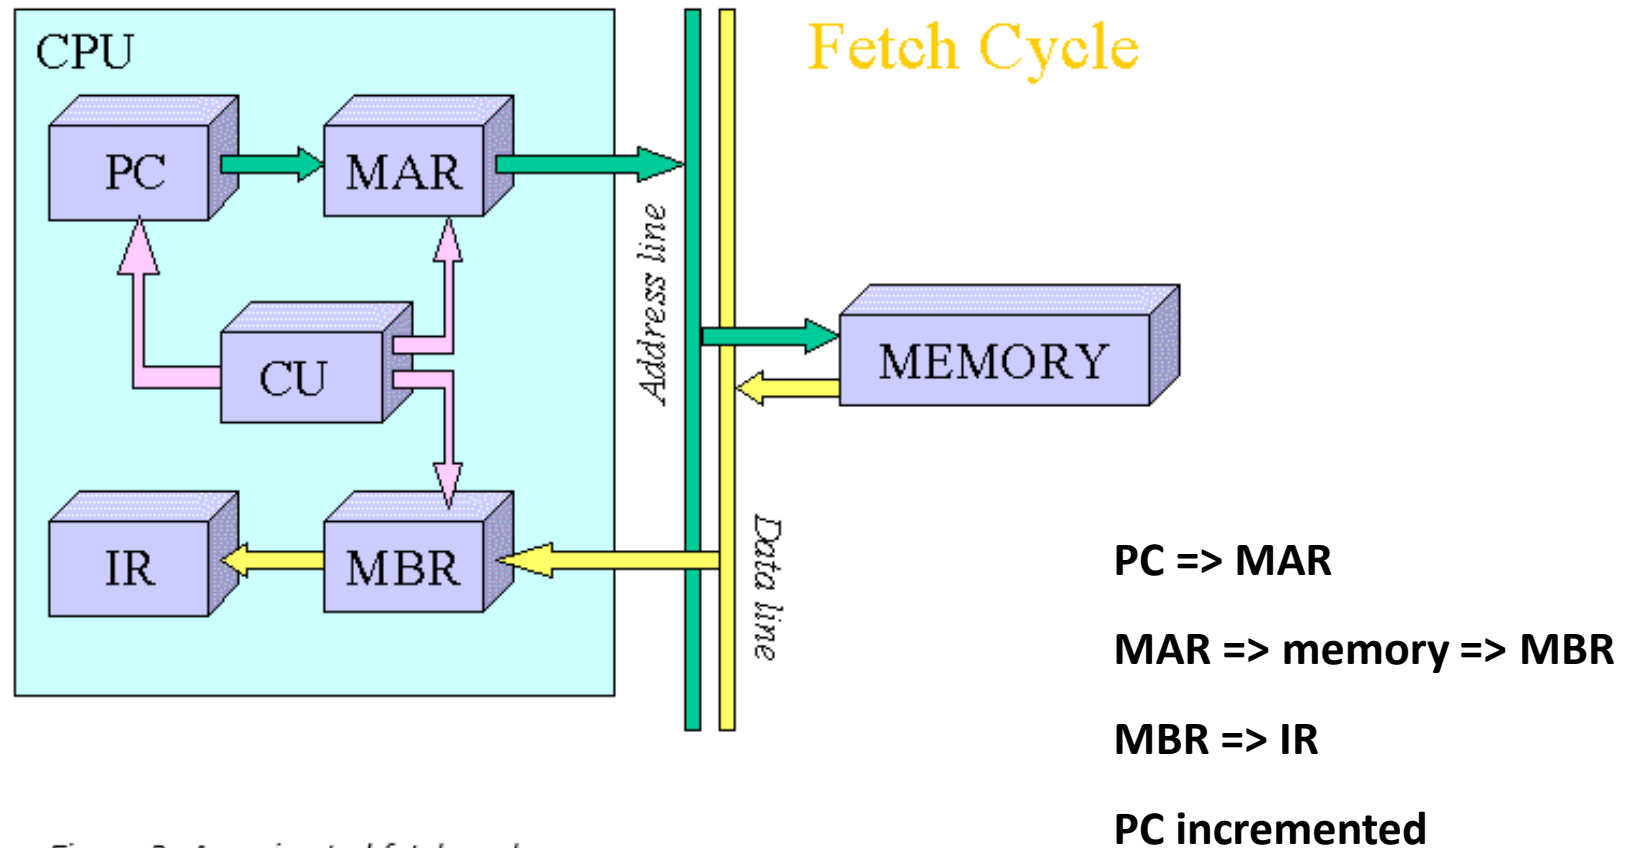 CPU
Fetch Cycle
PC
MAR
Address line
CU
MEMORY
IR
MBR
Data line
PC => MAR
MAR => memory => MBR
MBR => IR
PC incremented